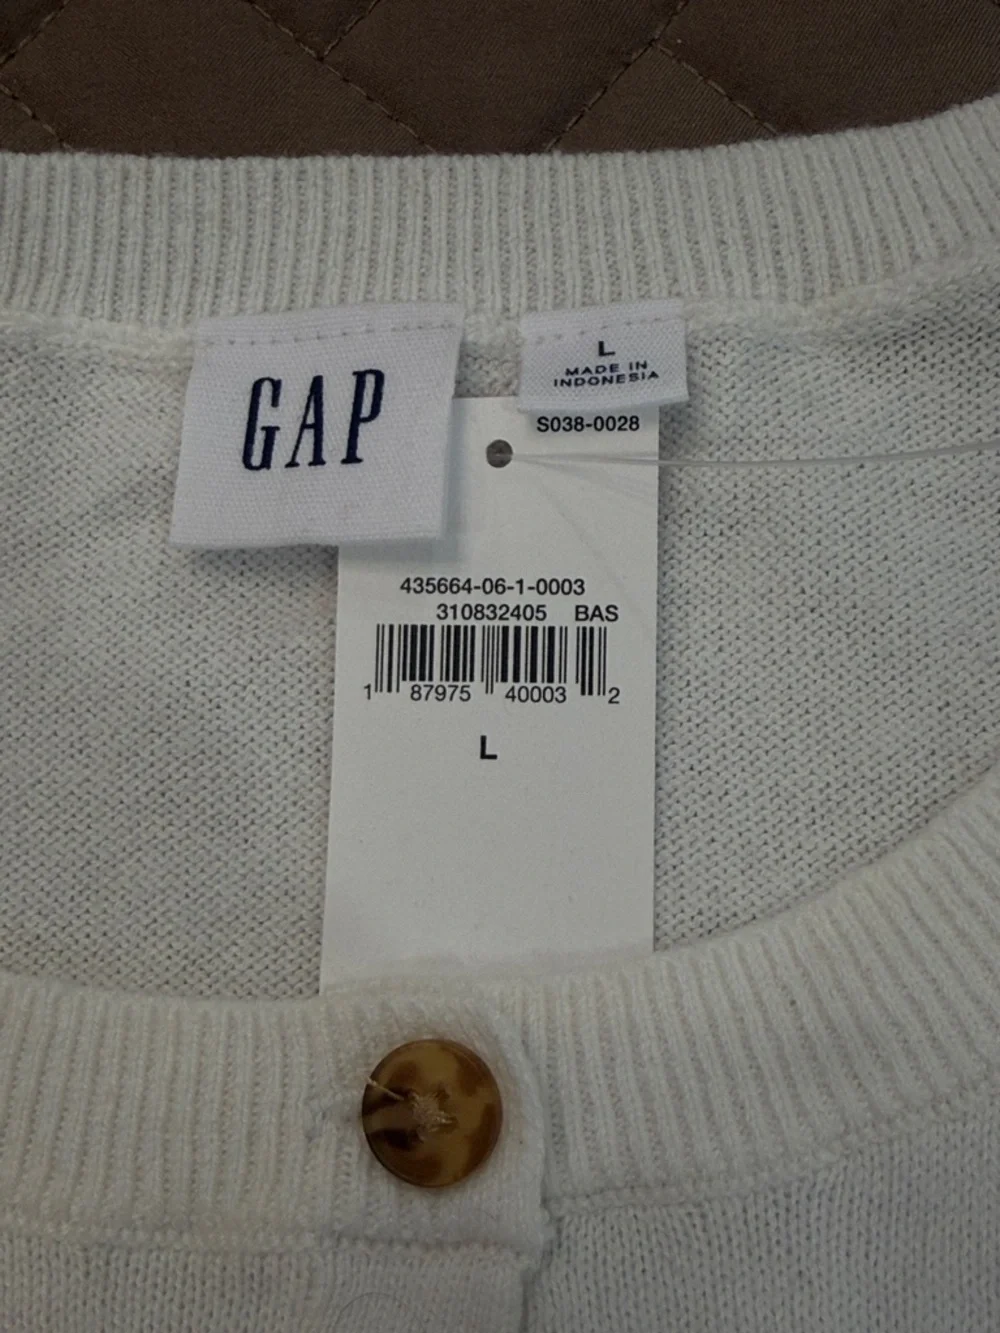 GAP
L
MADE IN
INDONESIA
S038-0028
435664-06-1-0003
310832405 BAS
1 87975 40003 2
L